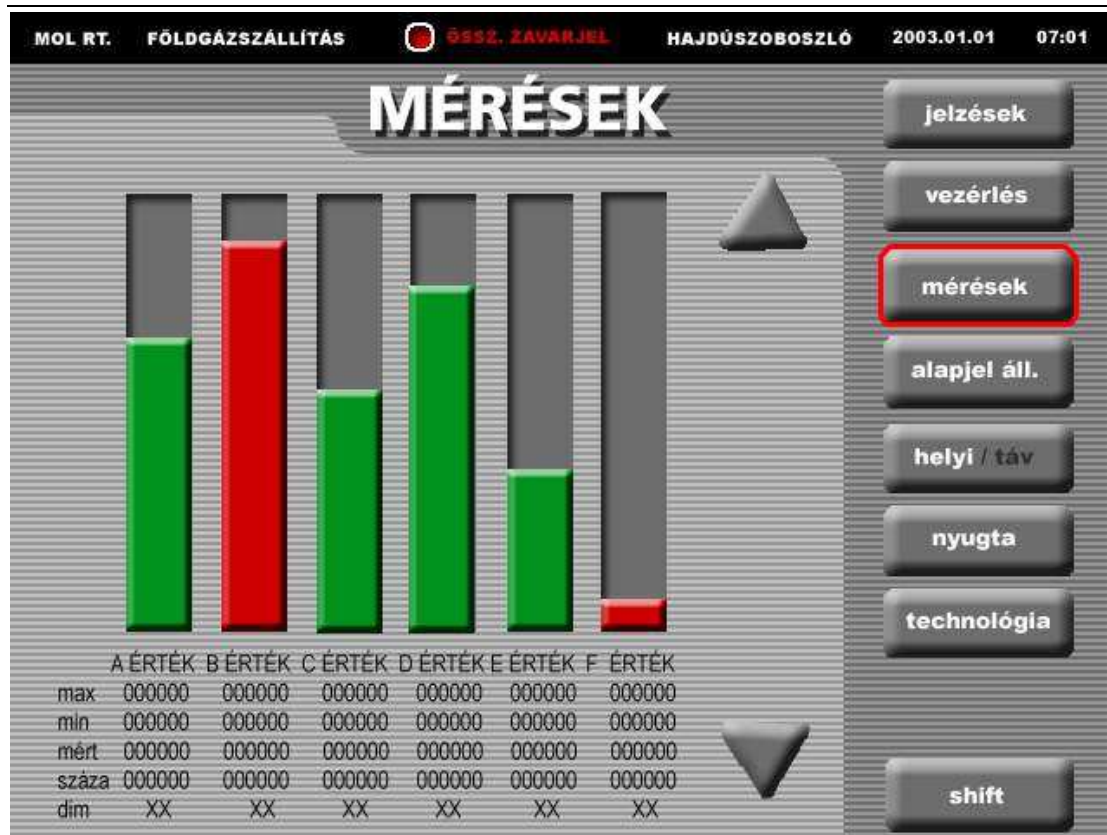 MOL RT. FÖLDGÁZSZÁLLÍTÁS ÖSSZ. ZAVARJEL HAJDÚSZOBOSZLÓ 2003.01.01 07:01
MÉRÉSEK
jelzések
vezérlés
mérések
alapjel áll.
helyi / táv
nyugta
technológia
A ÉRTÉK B ÉRTÉK C ÉRTÉK D ÉRTÉK E ÉRTÉK F ÉRTÉK
max 000000 000000 000000 000000 000000 000000
min 000000 000000 000000 000000 000000 000000
mért 000000 000000 000000 000000 000000 000000
száza 000000 000000 000000 000000 000000 000000
dim XX XX XX XX XX XX
shift